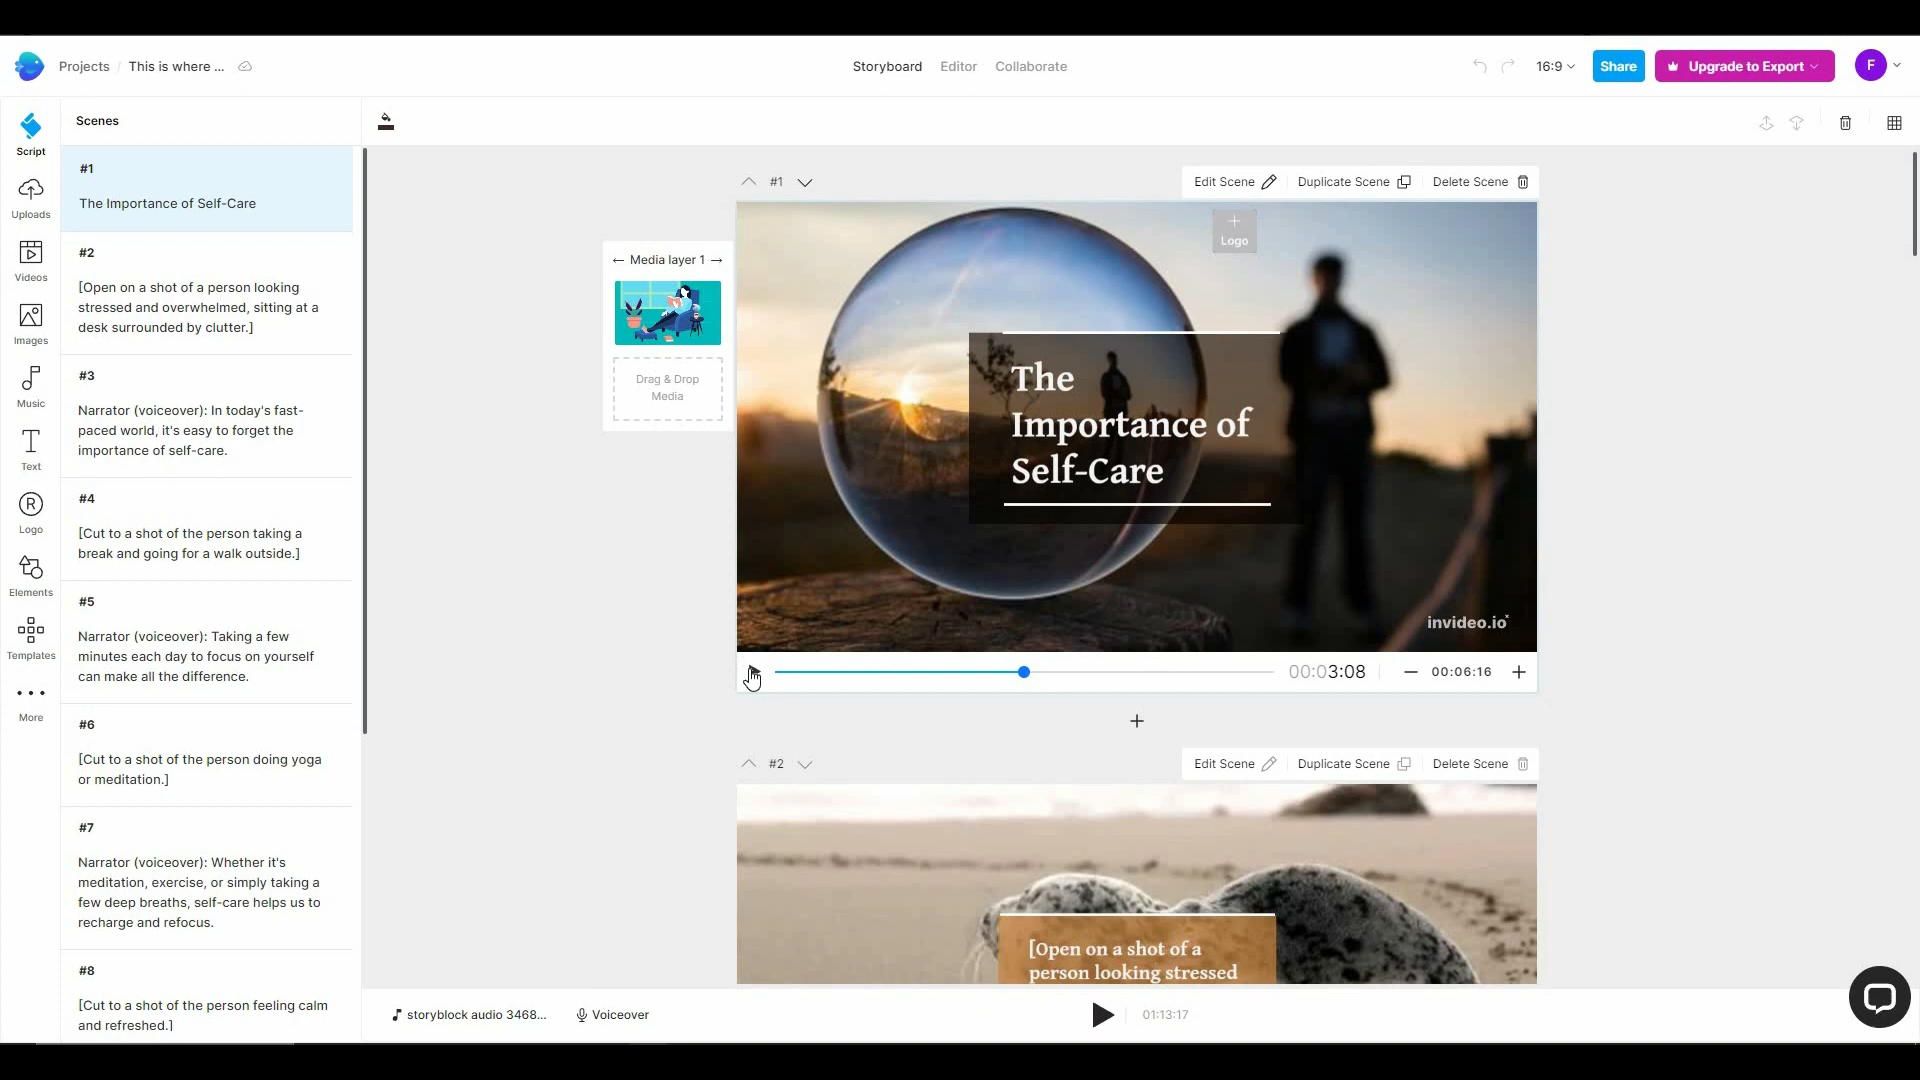 Projects / This is where ...
Storyboard Editor Collaborate
16:9 Share Upgrade to Export F
Script
Uploads
Videos
Images
Music
Text
R
Logo
Elements
Templates
More
Scenes
#1
The Importance of Self-Care
#2
[Open on a shot of a person looking
stressed and overwhelmed, sitting at a
desk surrounded by clutter.]
#3
Narrator (voiceover): In today's fast-
paced world, it's easy to forget the
importance of self-care.
#4
[Cut to a shot of the person taking a
break and going for a walk outside.]
#5
Narrator (voiceover): Taking a few
minutes each day to focus on yourself
can make all the difference.
#6
[Cut to a shot of the person doing yoga
or meditation.]
#7
Narrator (voiceover): Whether it's
meditation, exercise, or simply taking a
few deep breaths, self-care helps us to
recharge and refocus.
#8
[Cut to a shot of the person feeling calm
and refreshed.]
#1
Edit Scene Duplicate Scene Delete Scene
← Media layer 1 →
Drag & Drop
Media
+
Logo
The
Importance of
Self-Care
invideo.io
00:03:08 − 00:06:16 +
+
#2
Edit Scene Duplicate Scene Delete Scene
[Open on a shot of a
person looking stressed
storyblock audio 3468... Voiceover
01:13:17